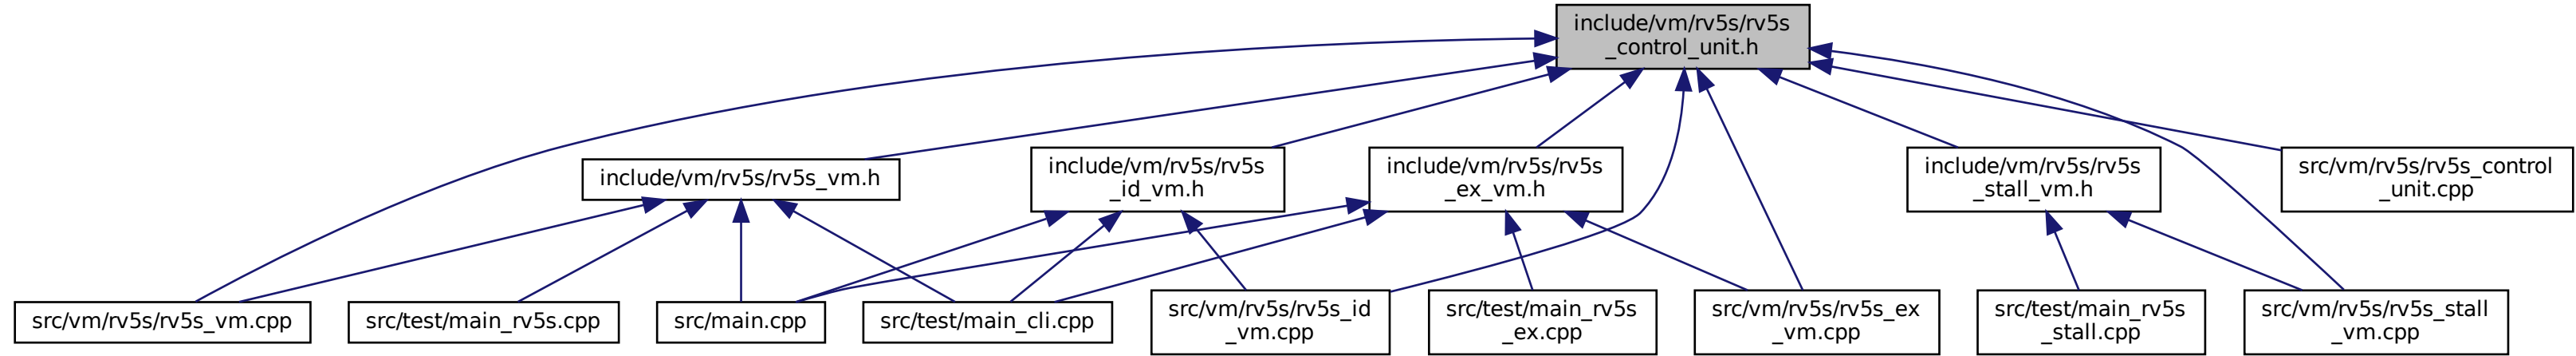 include/vm/rv5s/rv5s
_control_unit.h
include/vm/rv5s/rv5s_vm.h
include/vm/rv5s/rv5s
_id_vm.h
include/vm/rv5s/rv5s
_ex_vm.h
include/vm/rv5s/rv5s
_stall_vm.h
src/vm/rv5s/rv5s_control
_unit.cpp
src/vm/rv5s/rv5s_vm.cpp
src/test/main_rv5s.cpp
src/main.cpp
src/test/main_cli.cpp
src/vm/rv5s/rv5s_id
_vm.cpp
src/test/main_rv5s
_ex.cpp
src/vm/rv5s/rv5s_ex
_vm.cpp
src/test/main_rv5s
_stall.cpp
src/vm/rv5s/rv5s_stall
_vm.cpp